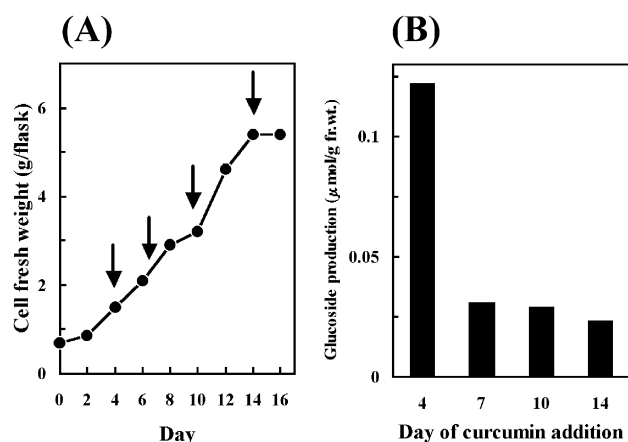 (A)
Cell fresh weight (g/flask)
6
4
2
0
0 2 4 6 8 10 12 14 16
Day
(B)
Glucoside production (μmol/g fr.wt.)
0.1
0.05
0
4 7 10 14
Day of curcumin addition